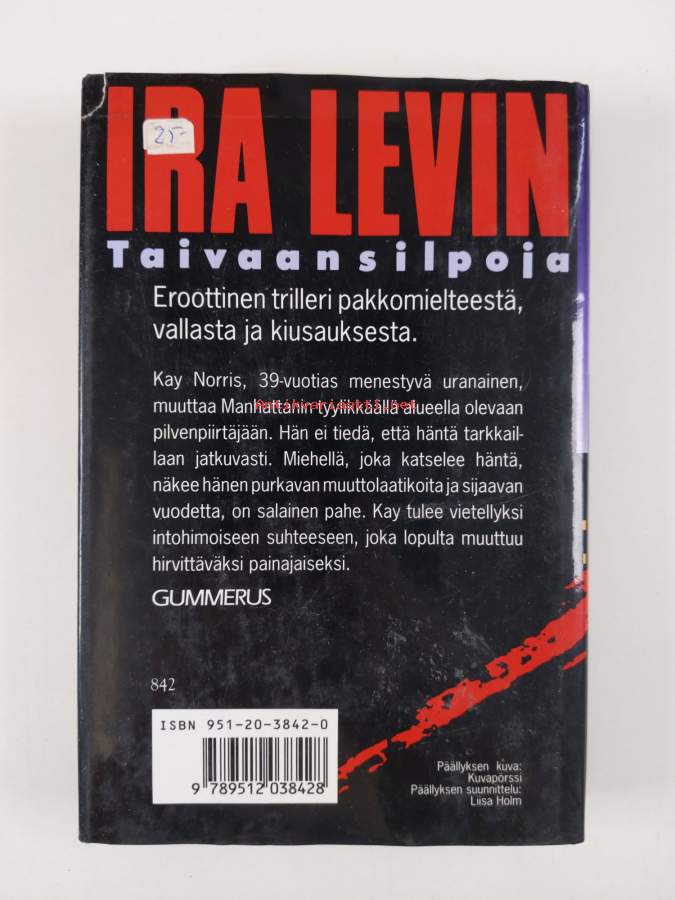 IRA LEVIN
25-
Taivaansilpoja
Eroottinen trilleri pakkomielteestä,
vallasta ja kiusauksesta.
Kay Norris, 39-vuotias menestyvä uranainen,
muuttaa Manhattanin tyylikkäällä alueella olevaan
Antikvariaatti.net
pilvenpiirtäjään. Hän ei tiedä, että häntä tarkkail-
laan jatkuvasti. Miehellä, joka katselee häntä,
näkee hänen purkavan muuttolaatikoita ja sijaavan
vuodetta, on salainen pahe. Kay tulee vietellyksi
intohimoiseen suhteeseen, joka lopulta muuttuu
hirvittäväksi painajaiseksi.
GUMMERUS
842
ISBN 951-20-3842-0
9 789512 038428
Päällyksen kuva:
Kuvapörssi
Päällyksen suunnittelu:
Liisa Holm